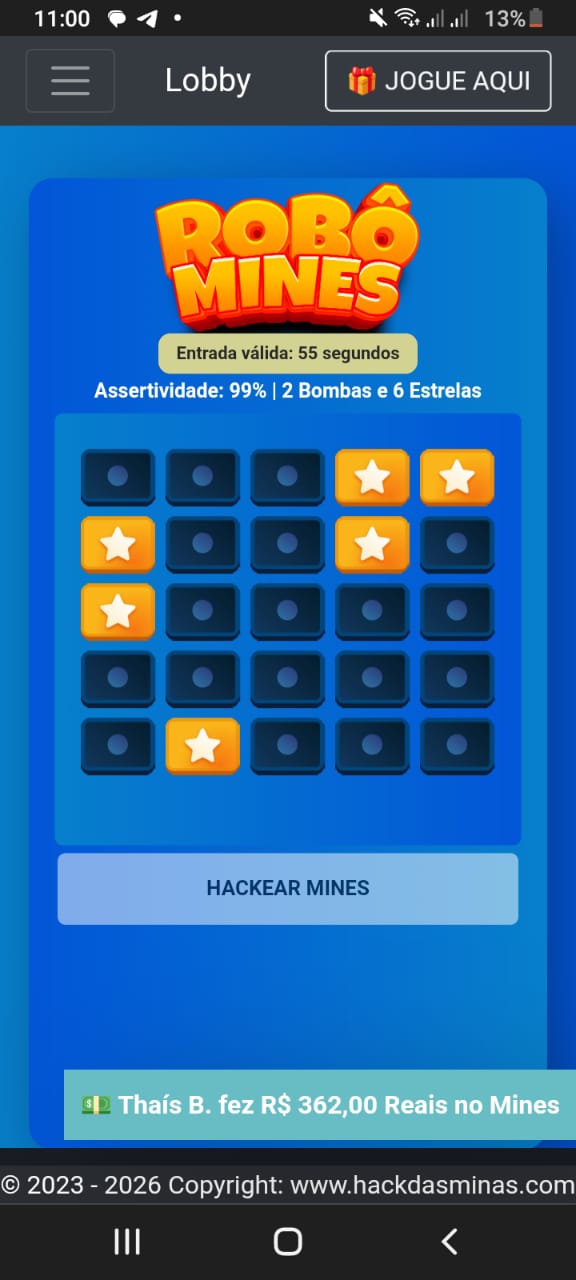 11:00
13%
Lobby
🎁 JOGUE AQUI
ROBÔ
MINES
Entrada válida: 55 segundos
Assertividade: 99% | 2 Bombas e 6 Estrelas
HACKEAR MINES
💵 Thaís B. fez R$ 362,00 Reais no Mines
© 2023 - 2026 Copyright: www.hackdasminas.com